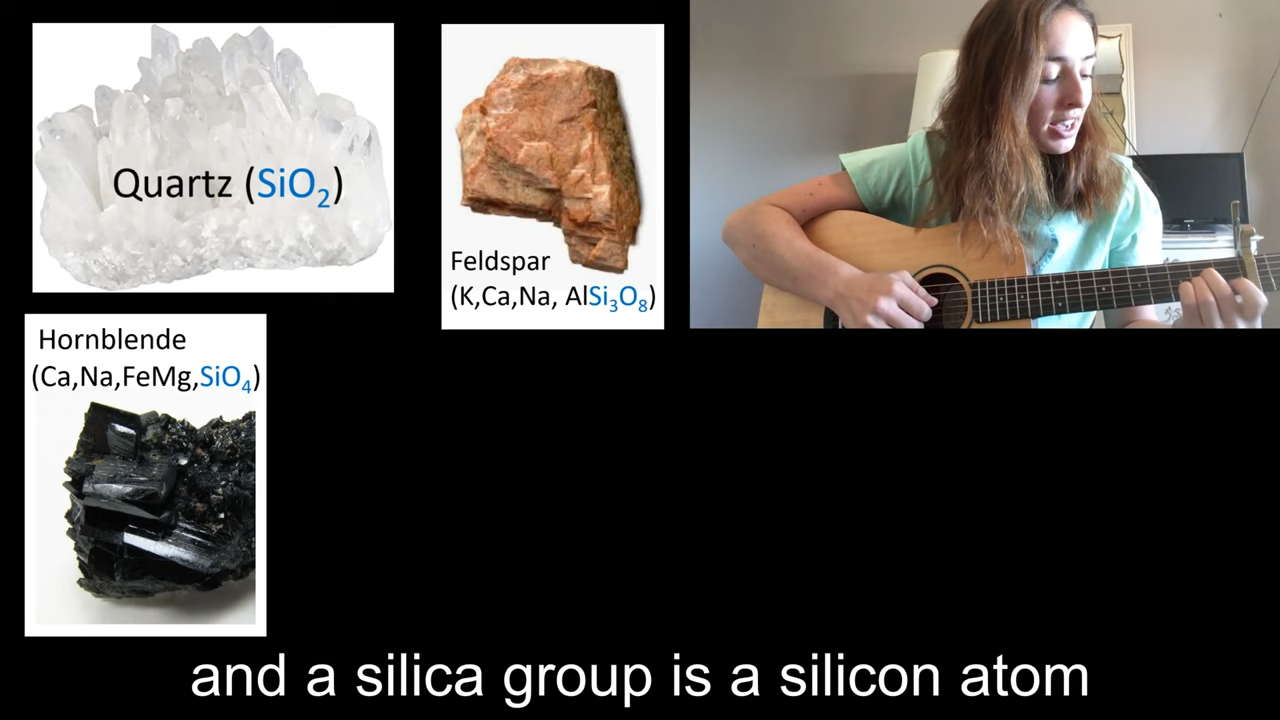 Quartz (SiO₂)
Feldspar
(K,Ca,Na, AlSi₃O₈)
Hornblende
(Ca,Na,FeMg,SiO₄)
and a silica group is a silicon atom